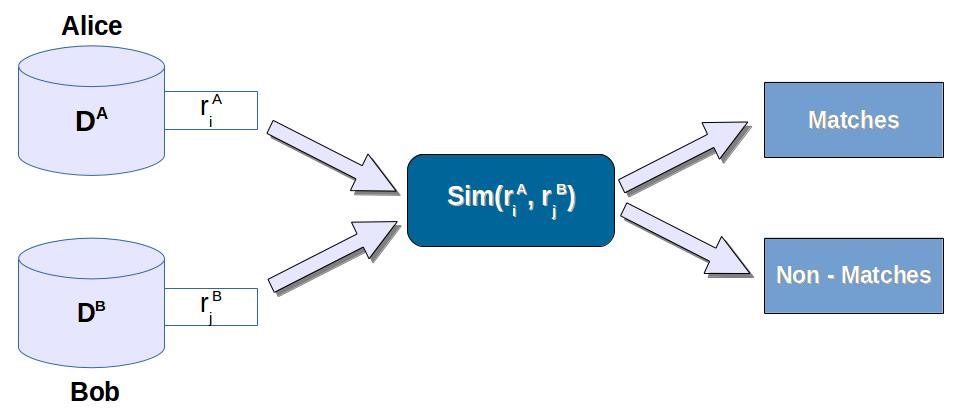 Alice
D^A
r_i^A
Sim(r_i^A, r_j^B)
Matches
D^B
r_j^B
Non - Matches
Bob